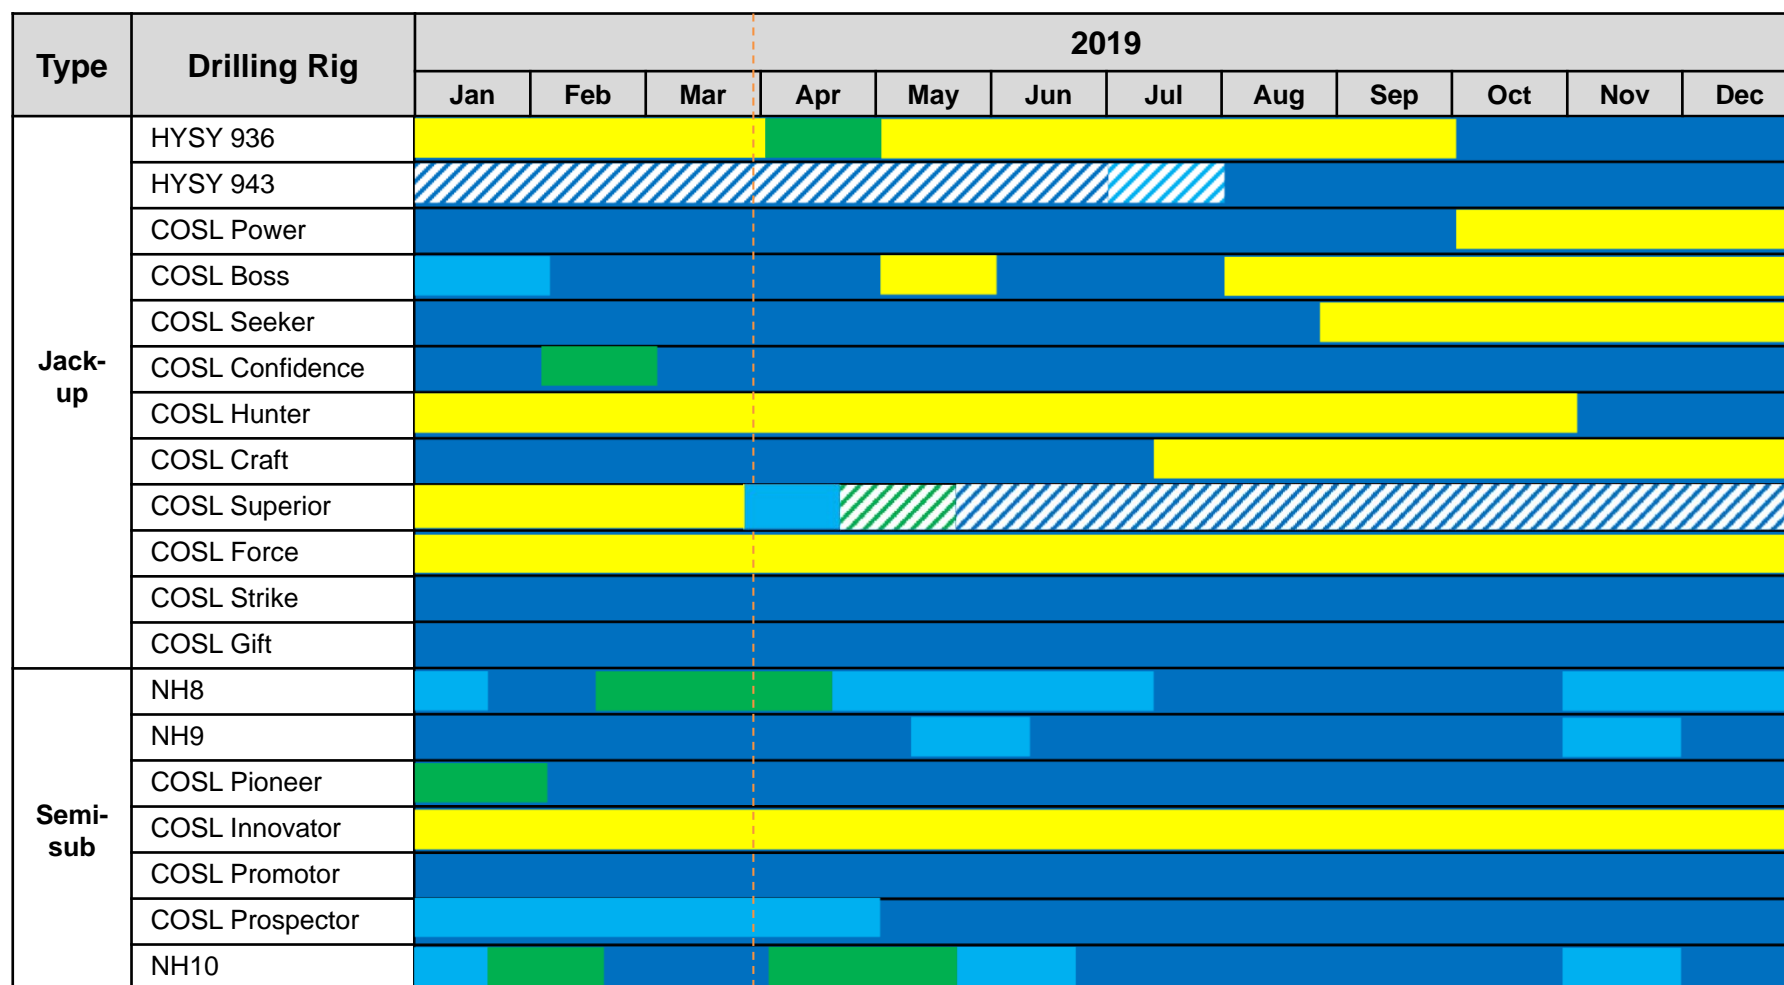 Type
Drilling Rig
2019
Jan Feb Mar Apr May Jun Jul Aug Sep Oct Nov Dec
Jack-
up
HYSY 936
HYSY 943
COSL Power
COSL Boss
COSL Seeker
COSL Confidence
COSL Hunter
COSL Craft
COSL Superior
COSL Force
COSL Strike
COSL Gift
Semi-
sub
NH8
NH9
COSL Pioneer
COSL Innovator
COSL Promotor
COSL Prospector
NH10